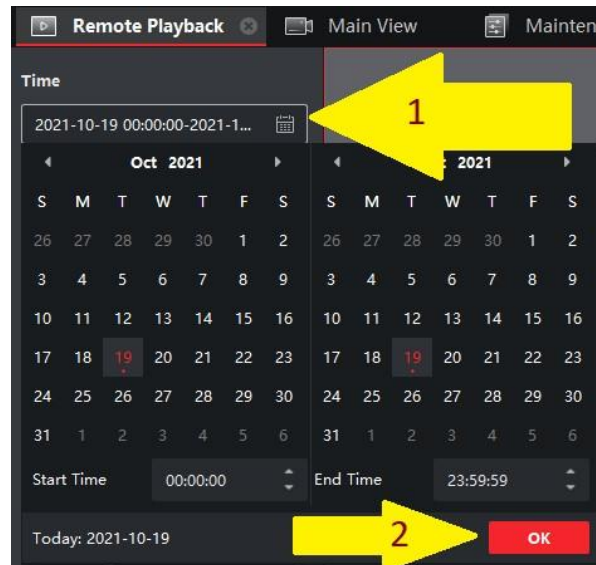 Remote Playback Main View Mainten
Time
2021-10-19 00:00:00-2021-1...
1
Oct 2021 2021
S M T W T F S S M T W T F S
26 27 28 29 30 1 2 26 27 28 29 30 1 2
3 4 5 6 7 8 9 3 4 5 6 7 8 9
10 11 12 13 14 15 16 10 11 12 13 14 15 16
17 18 19 20 21 22 23 17 18 19 20 21 22 23
24 25 26 27 28 29 30 24 25 26 27 28 29 30
31 1 2 3 4 5 6 31 1 2 3 4 5 6
Start Time 00:00:00 End Time 23:59:59
Today: 2021-10-19 2 OK